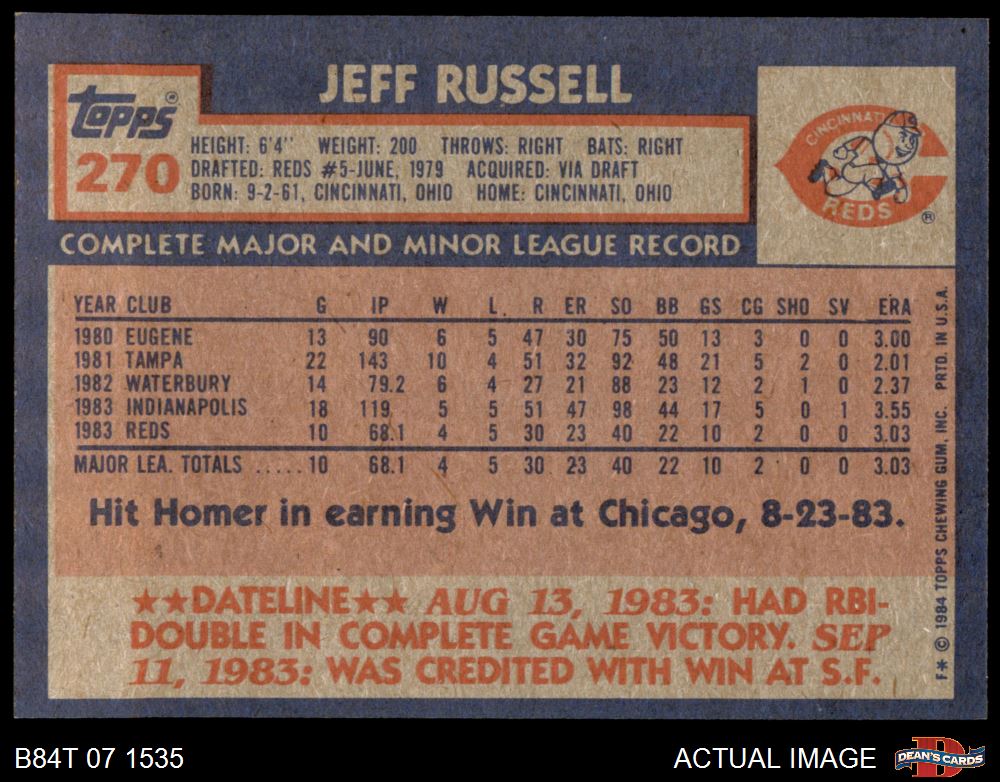 JEFF RUSSELL
Topps®
270
HEIGHT: 6'4" WEIGHT: 200 THROWS: RIGHT BATS: RIGHT
DRAFTED: REDS #5-JUNE, 1979 ACQUIRED: VIA DRAFT
BORN: 9-2-61, CINCINNATI, OHIO HOME: CINCINNATI, OHIO
CINCINNATI
REDS
®
COMPLETE MAJOR AND MINOR LEAGUE RECORD
YEAR CLUB G IP W L R ER SO BB GS CG SHO SV ERA
1980 EUGENE 13 90 6 5 47 30 75 50 13 3 0 0 3.00
1981 TAMPA 22 143 10 4 51 32 92 48 21 5 2 0 2.01
1982 WATERBURY 14 79.2 6 4 27 21 88 23 12 2 1 0 2.37
1983 INDIANAPOLIS 18 119 5 5 51 47 98 44 17 5 0 1 3.55
1983 REDS 10 68.1 4 5 30 23 40 22 10 2 0 0 3.03
MAJOR LEA. TOTALS .....10 68.1 4 5 30 23 40 22 10 2 0 0 3.03
Hit Homer in earning Win at Chicago, 8-23-83.
★★DATELINE★★ AUG 13, 1983: HAD RBI-
DOUBLE IN COMPLETE GAME VICTORY. SEP
11, 1983: WAS CREDITED WITH WIN AT S.F.
F* © 1984 TOPPS CHEWING GUM, INC. PRTD. IN U.S.A.
B84T 07 1535
ACTUAL IMAGE
D
DEAN'S CARDS